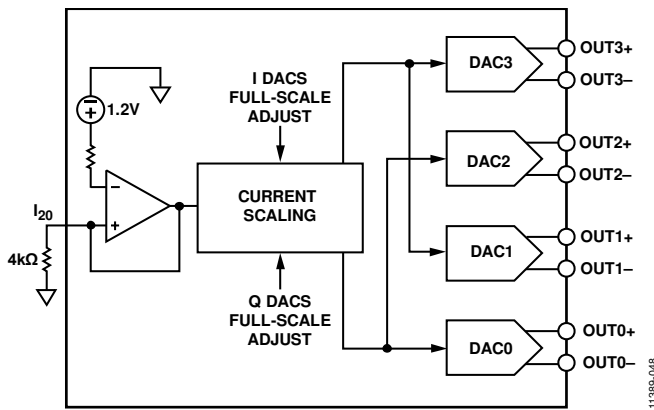 I DACS
FULL-SCALE
ADJUST
1.2V
I20
4kΩ
–
+
CURRENT
SCALING
Q DACS
FULL-SCALE
ADJUST
DAC3
OUT3+
OUT3–
DAC2
OUT2+
OUT2–
DAC1
OUT1+
OUT1–
DAC0
OUT0+
OUT0–
11389-048